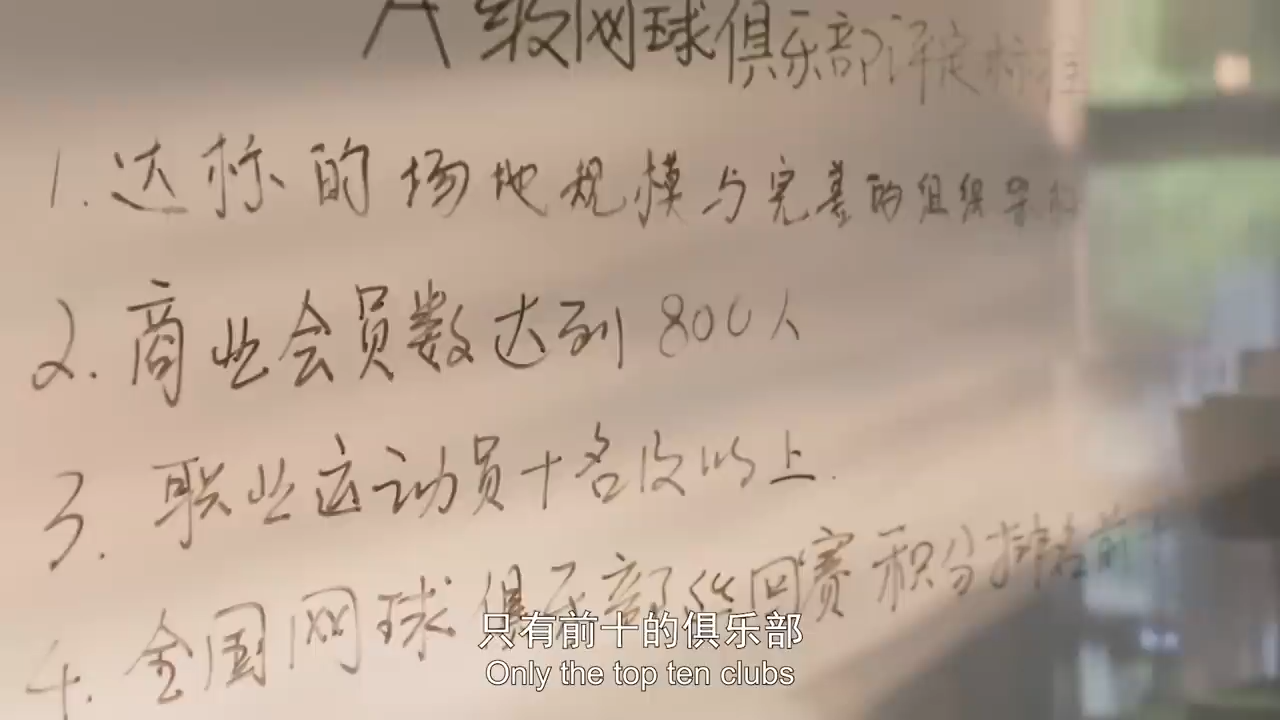 A级网球俱乐部评定标准
1.达标的场地规模与完善的组织
2.商业会员数达到800人
3.职业运动员十名及以上.
4.全国网球俱乐部巡回赛积分排名前
只有前十的俱乐部
Only the top ten clubs